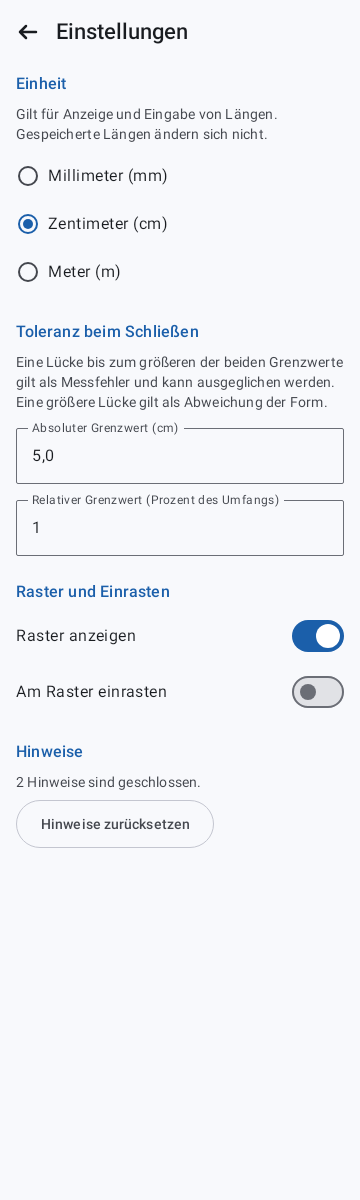 Einstellungen
Einheit
Gilt für Anzeige und Eingabe von Längen.
Gespeicherte Längen ändern sich nicht.
Millimeter (mm)
Zentimeter (cm)
Meter (m)
Toleranz beim Schließen
Eine Lücke bis zum größeren der beiden Grenzwerte
gilt als Messfehler und kann ausgeglichen werden.
Eine größere Lücke gilt als Abweichung der Form.
Absoluter Grenzwert (cm)
5,0
Relativer Grenzwert (Prozent des Umfangs)
1
Raster und Einrasten
Raster anzeigen
Am Raster einrasten
Hinweise
2 Hinweise sind geschlossen.
Hinweise zurücksetzen